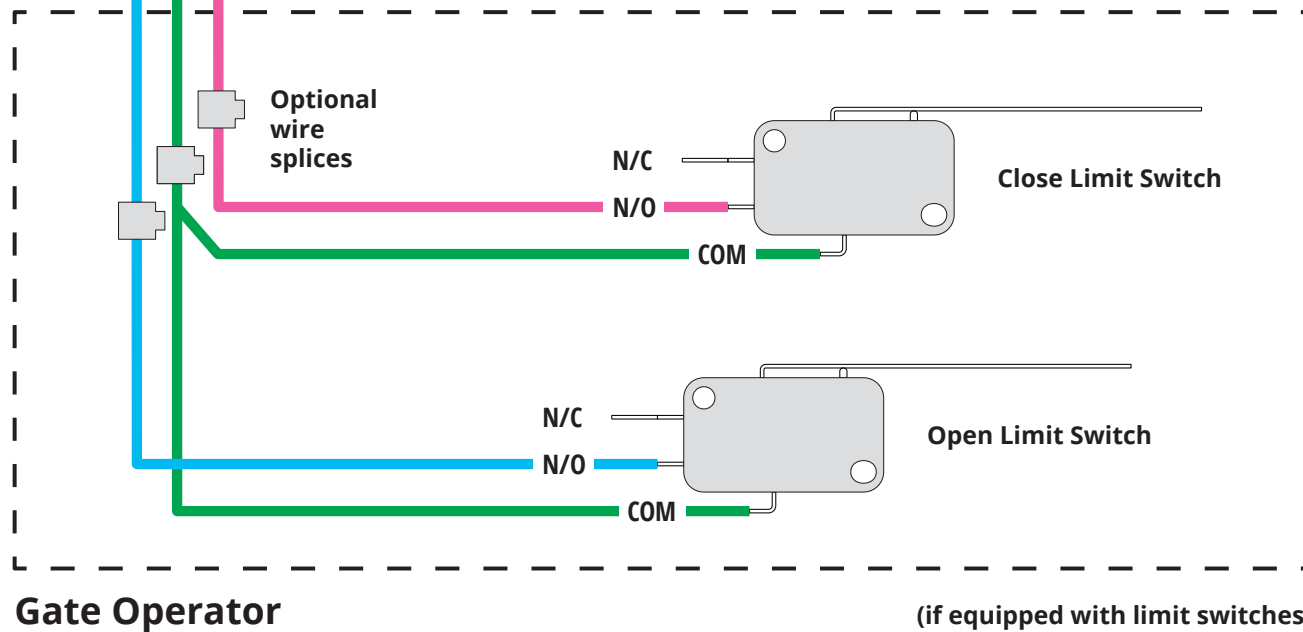 Optional
wire
splices
N/C
N/O
COM
Close Limit Switch
N/C
N/O
COM
Open Limit Switch
Gate Operator
(if equipped with limit switches